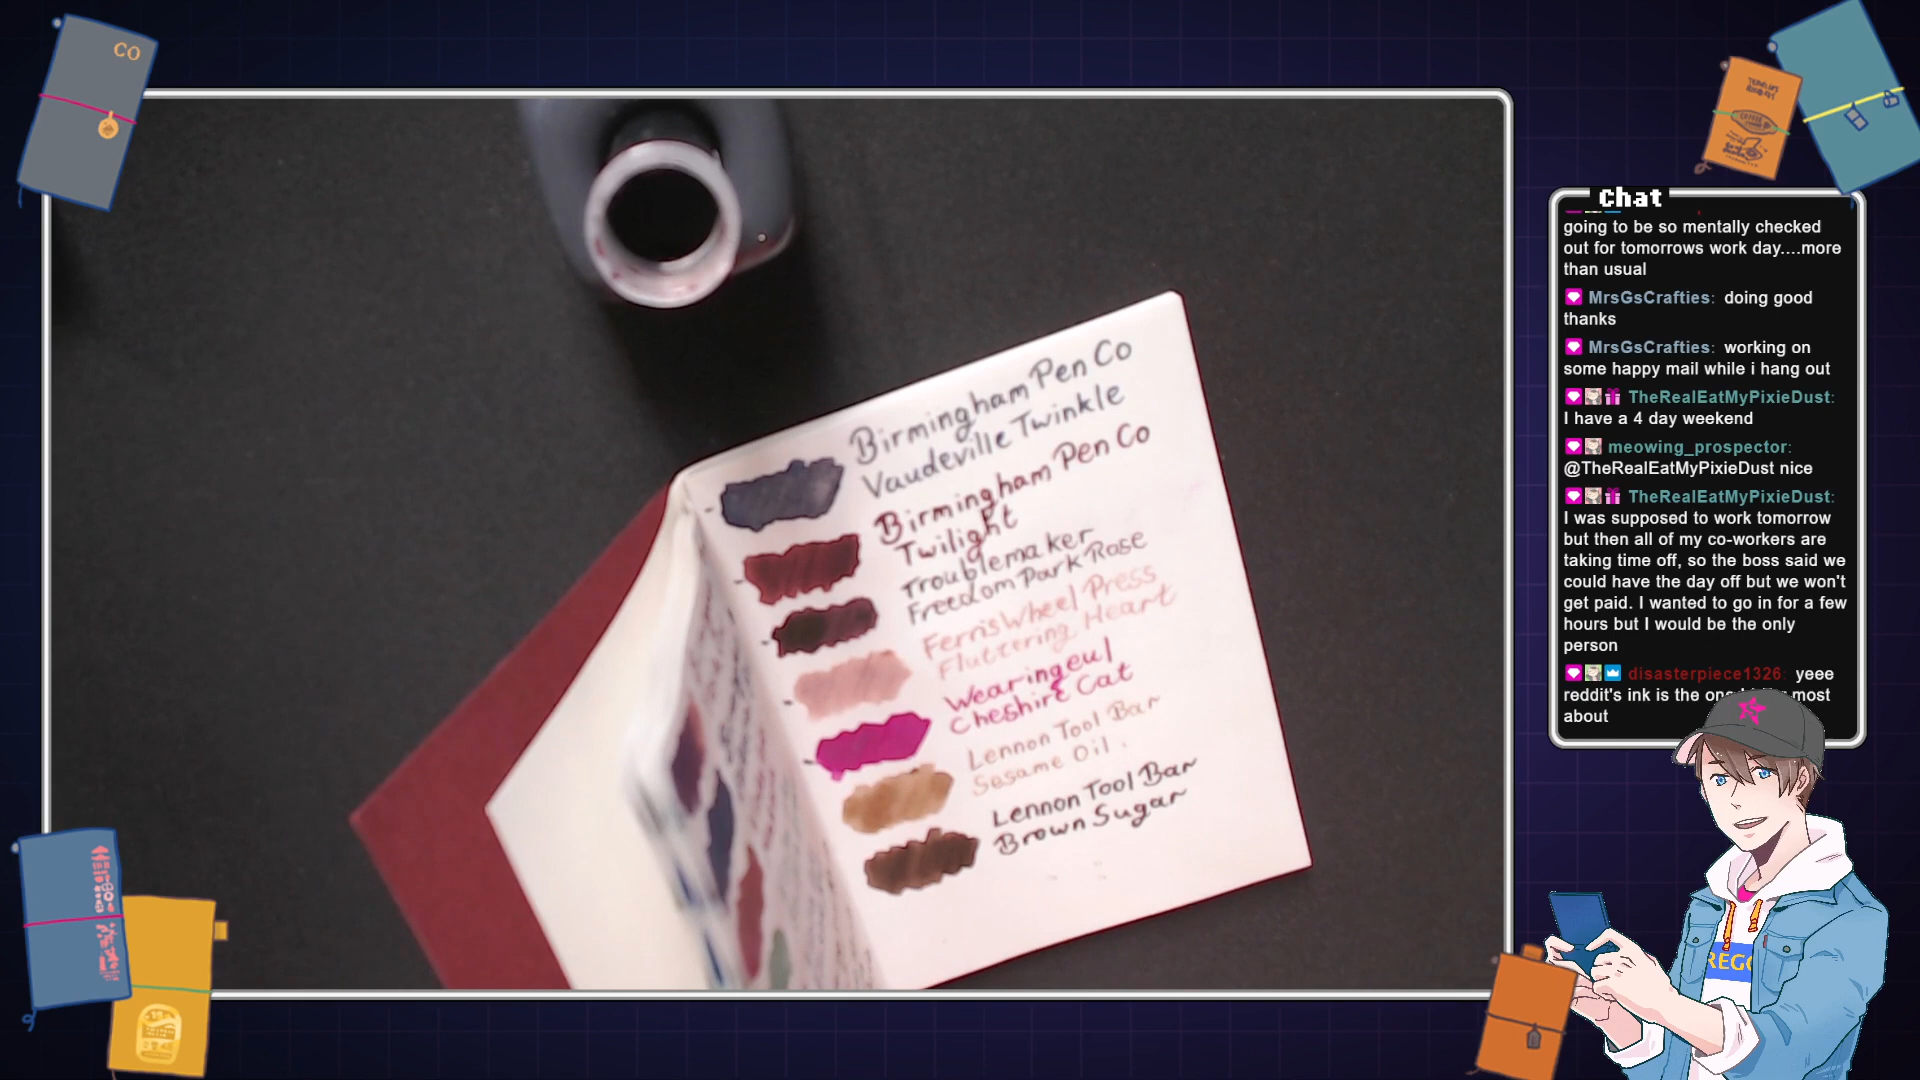 CO
Birmingham Pen Co
Vaudeville Twinkle
Birmingham Pen Co
Twilight
Troublemaker
Freedom Park Rose
Ferris Wheel Press
Fluttering Heart
Wearingeul
Cheshire Cat
Lennon Tool Bar
Sesame Oil.
Lennon Tool Bar
Brown Sugar
chat
going to be so mentally checked
out for tomorrows work day....more
than usual
MrsGsCrafties: doing good
thanks
MrsGsCrafties: working on
some happy mail while i hang out
TheRealEatMyPixieDust:
I have a 4 day weekend
meowing_prospector:
@TheRealEatMyPixieDust nice
TheRealEatMyPixieDust:
I was supposed to work tomorrow
but then all of my co-workers are
taking time off, so the boss said we
could have the day off but we won't
get paid. I wanted to go in for a few
hours but I would be the only
person
disasterpiece1326: yeee
reddit's ink is the one most
about
REGO